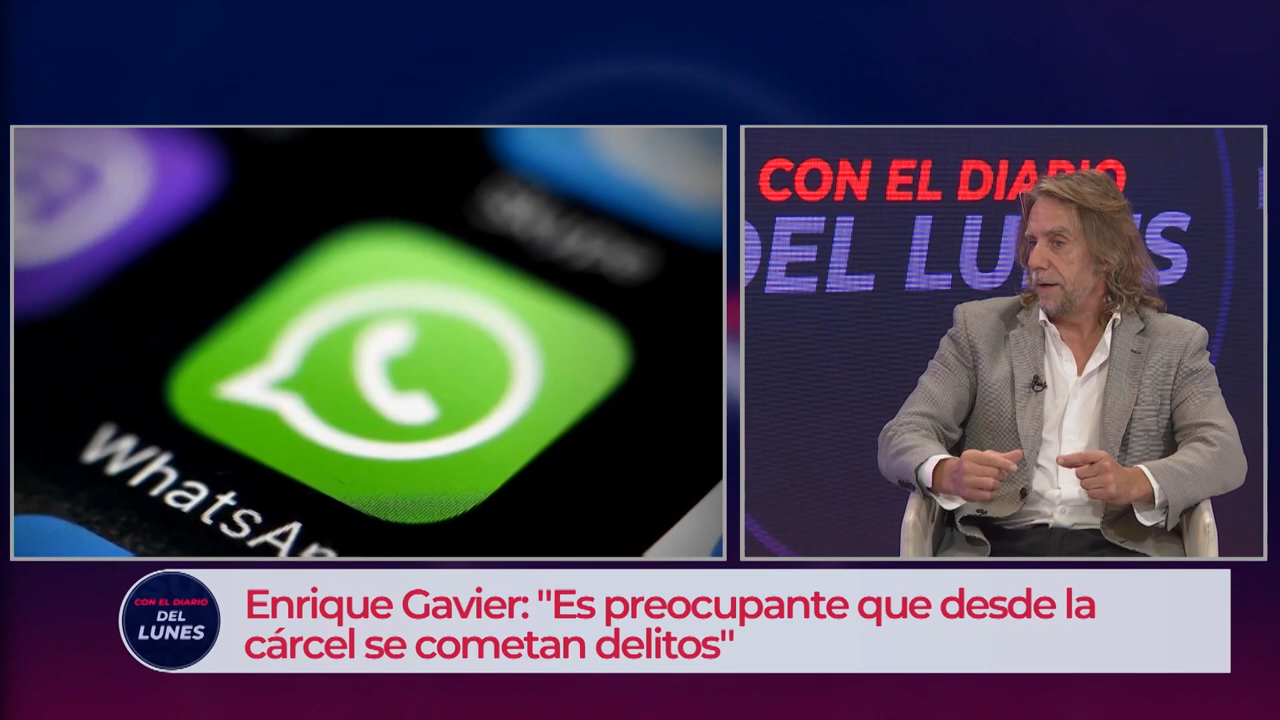 Skype
WhatsAp
CON EL DIARIO
DEL LUNES
CON EL DIARIO
DEL
LUNES
Enrique Gavier: "Es preocupante que desde la
cárcel se cometan delitos"